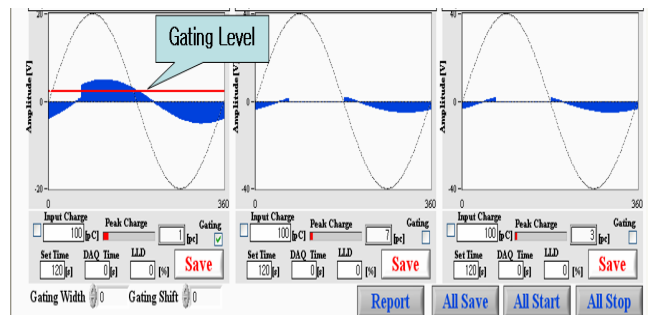 Gating Level
Amplitude[V]
20
0
-20
0 360
Amplitude[V]
40
0
-40
0 360
Amplitude[V]
40
0
-40
0 360
Input Charge
100 [pC]
Peak Charge
1 [pc]
Gating
Set Time
120 [s]
DAQ Time
0 [s]
LLD
0 [%]
Save
Input Charge
100 [pC]
Peak Charge
7 [pc]
Gating
Set Time
120 [s]
DAQ Time
0 [s]
LLD
0 [%]
Save
Input Charge
100 [pC]
Peak Charge
3 [pc]
Gating
Set Time
120 [s]
DAQ Time
0 [s]
LLD
0 [%]
Save
Gating Width 0 Gating Shift 0
Report
All Save
All Start
All Stop